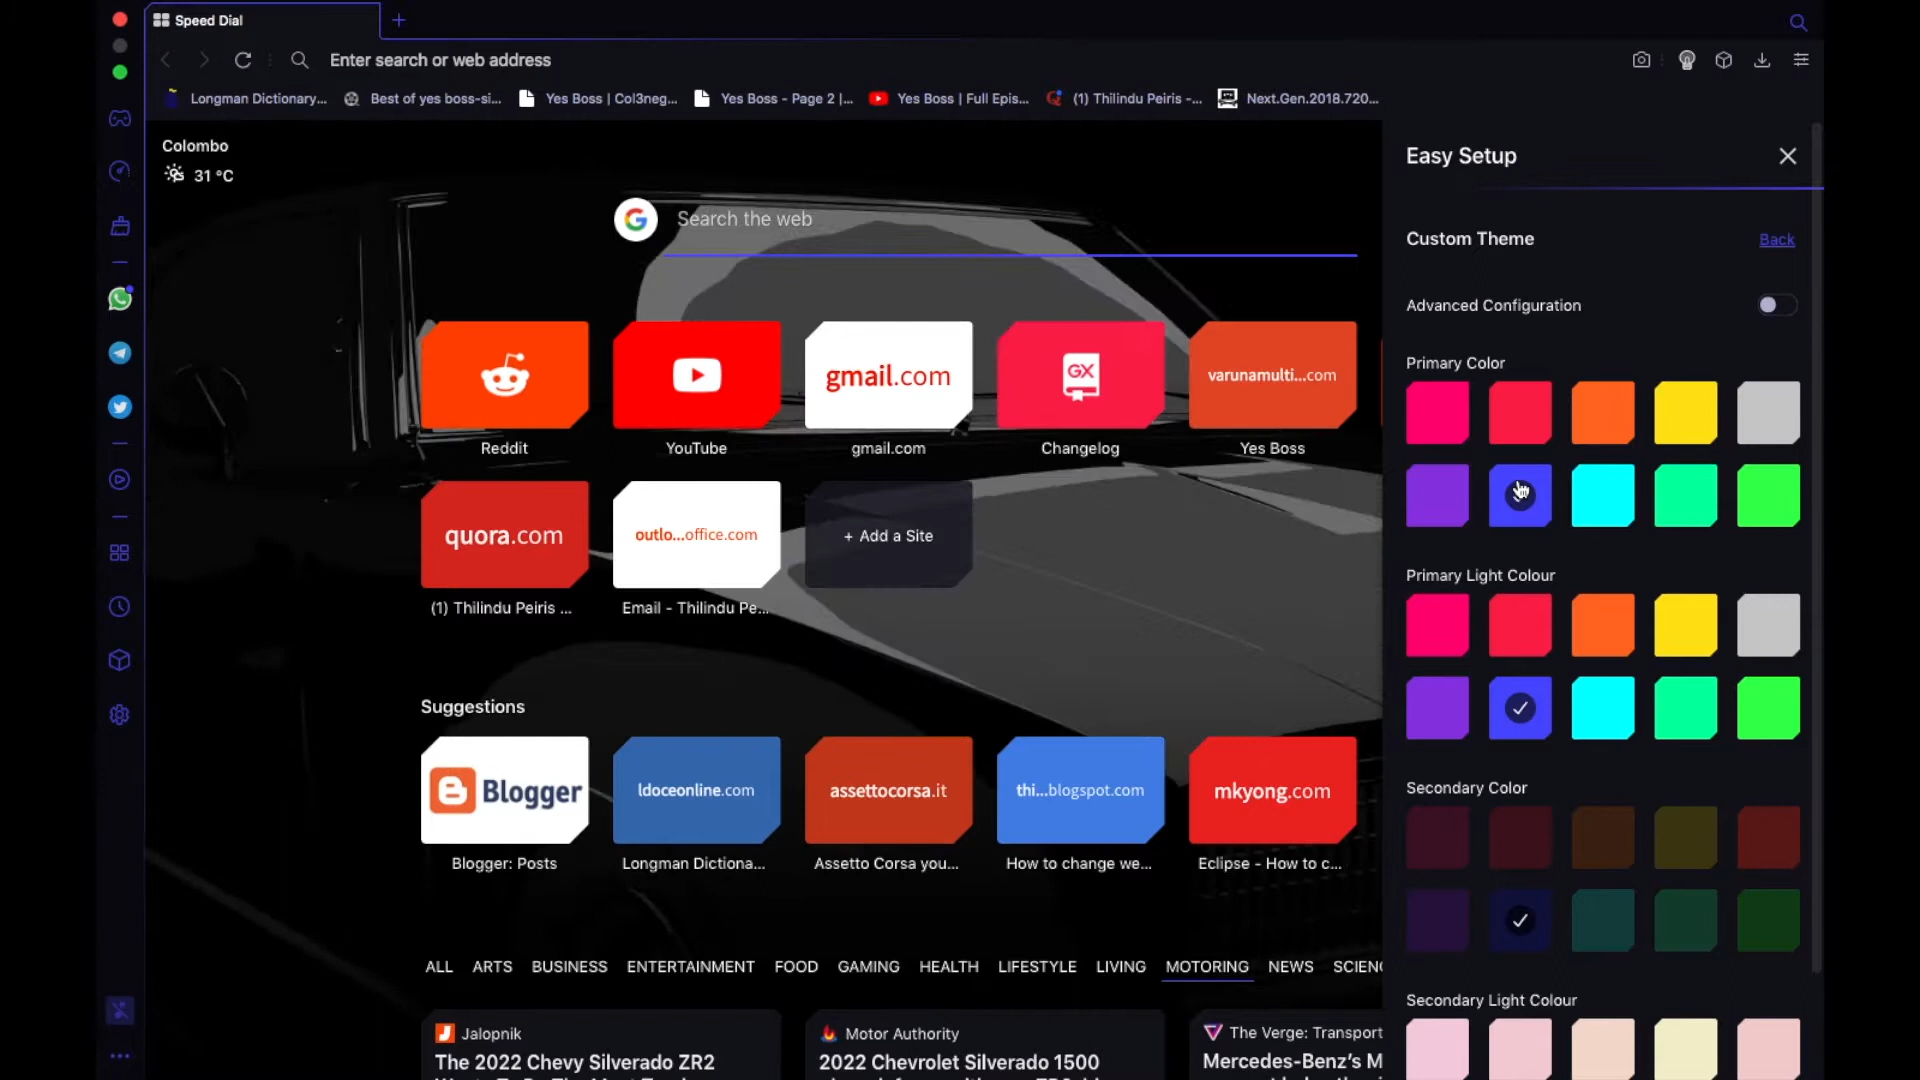 Speed Dial
Enter search or web address
Longman Dictionary...
Best of yes boss-si...
Yes Boss | Col3neg...
Yes Boss - Page 2 |...
Yes Boss | Full Epis...
(1) Thilindu Peiris -...
Next.Gen.2018.720...
Colombo
31 °C
Search the web
gmail.com
GX
varunamulti...com
Reddit
YouTube
gmail.com
Changelog
Yes Boss
quora.com
outlo...office.com
+ Add a Site
(1) Thilindu Peiris ...
Email - Thilindu Pe...
Suggestions
Blogger
ldoceonline.com
assettocorsa.it
thi...blogspot.com
mkyong.com
Blogger: Posts
Longman Dictiona...
Assetto Corsa you...
How to change we...
Eclipse - How to c...
ALL ARTS BUSINESS ENTERTAINMENT FOOD GAMING HEALTH LIFESTYLE LIVING MOTORING NEWS SCIENC
Jalopnik
The 2022 Chevy Silverado ZR2
Motor Authority
2022 Chevrolet Silverado 1500
The Verge: Transport
Mercedes-Benz's M
Easy Setup
Custom Theme
Back
Advanced Configuration
Primary Color
Primary Light Colour
Secondary Color
Secondary Light Colour